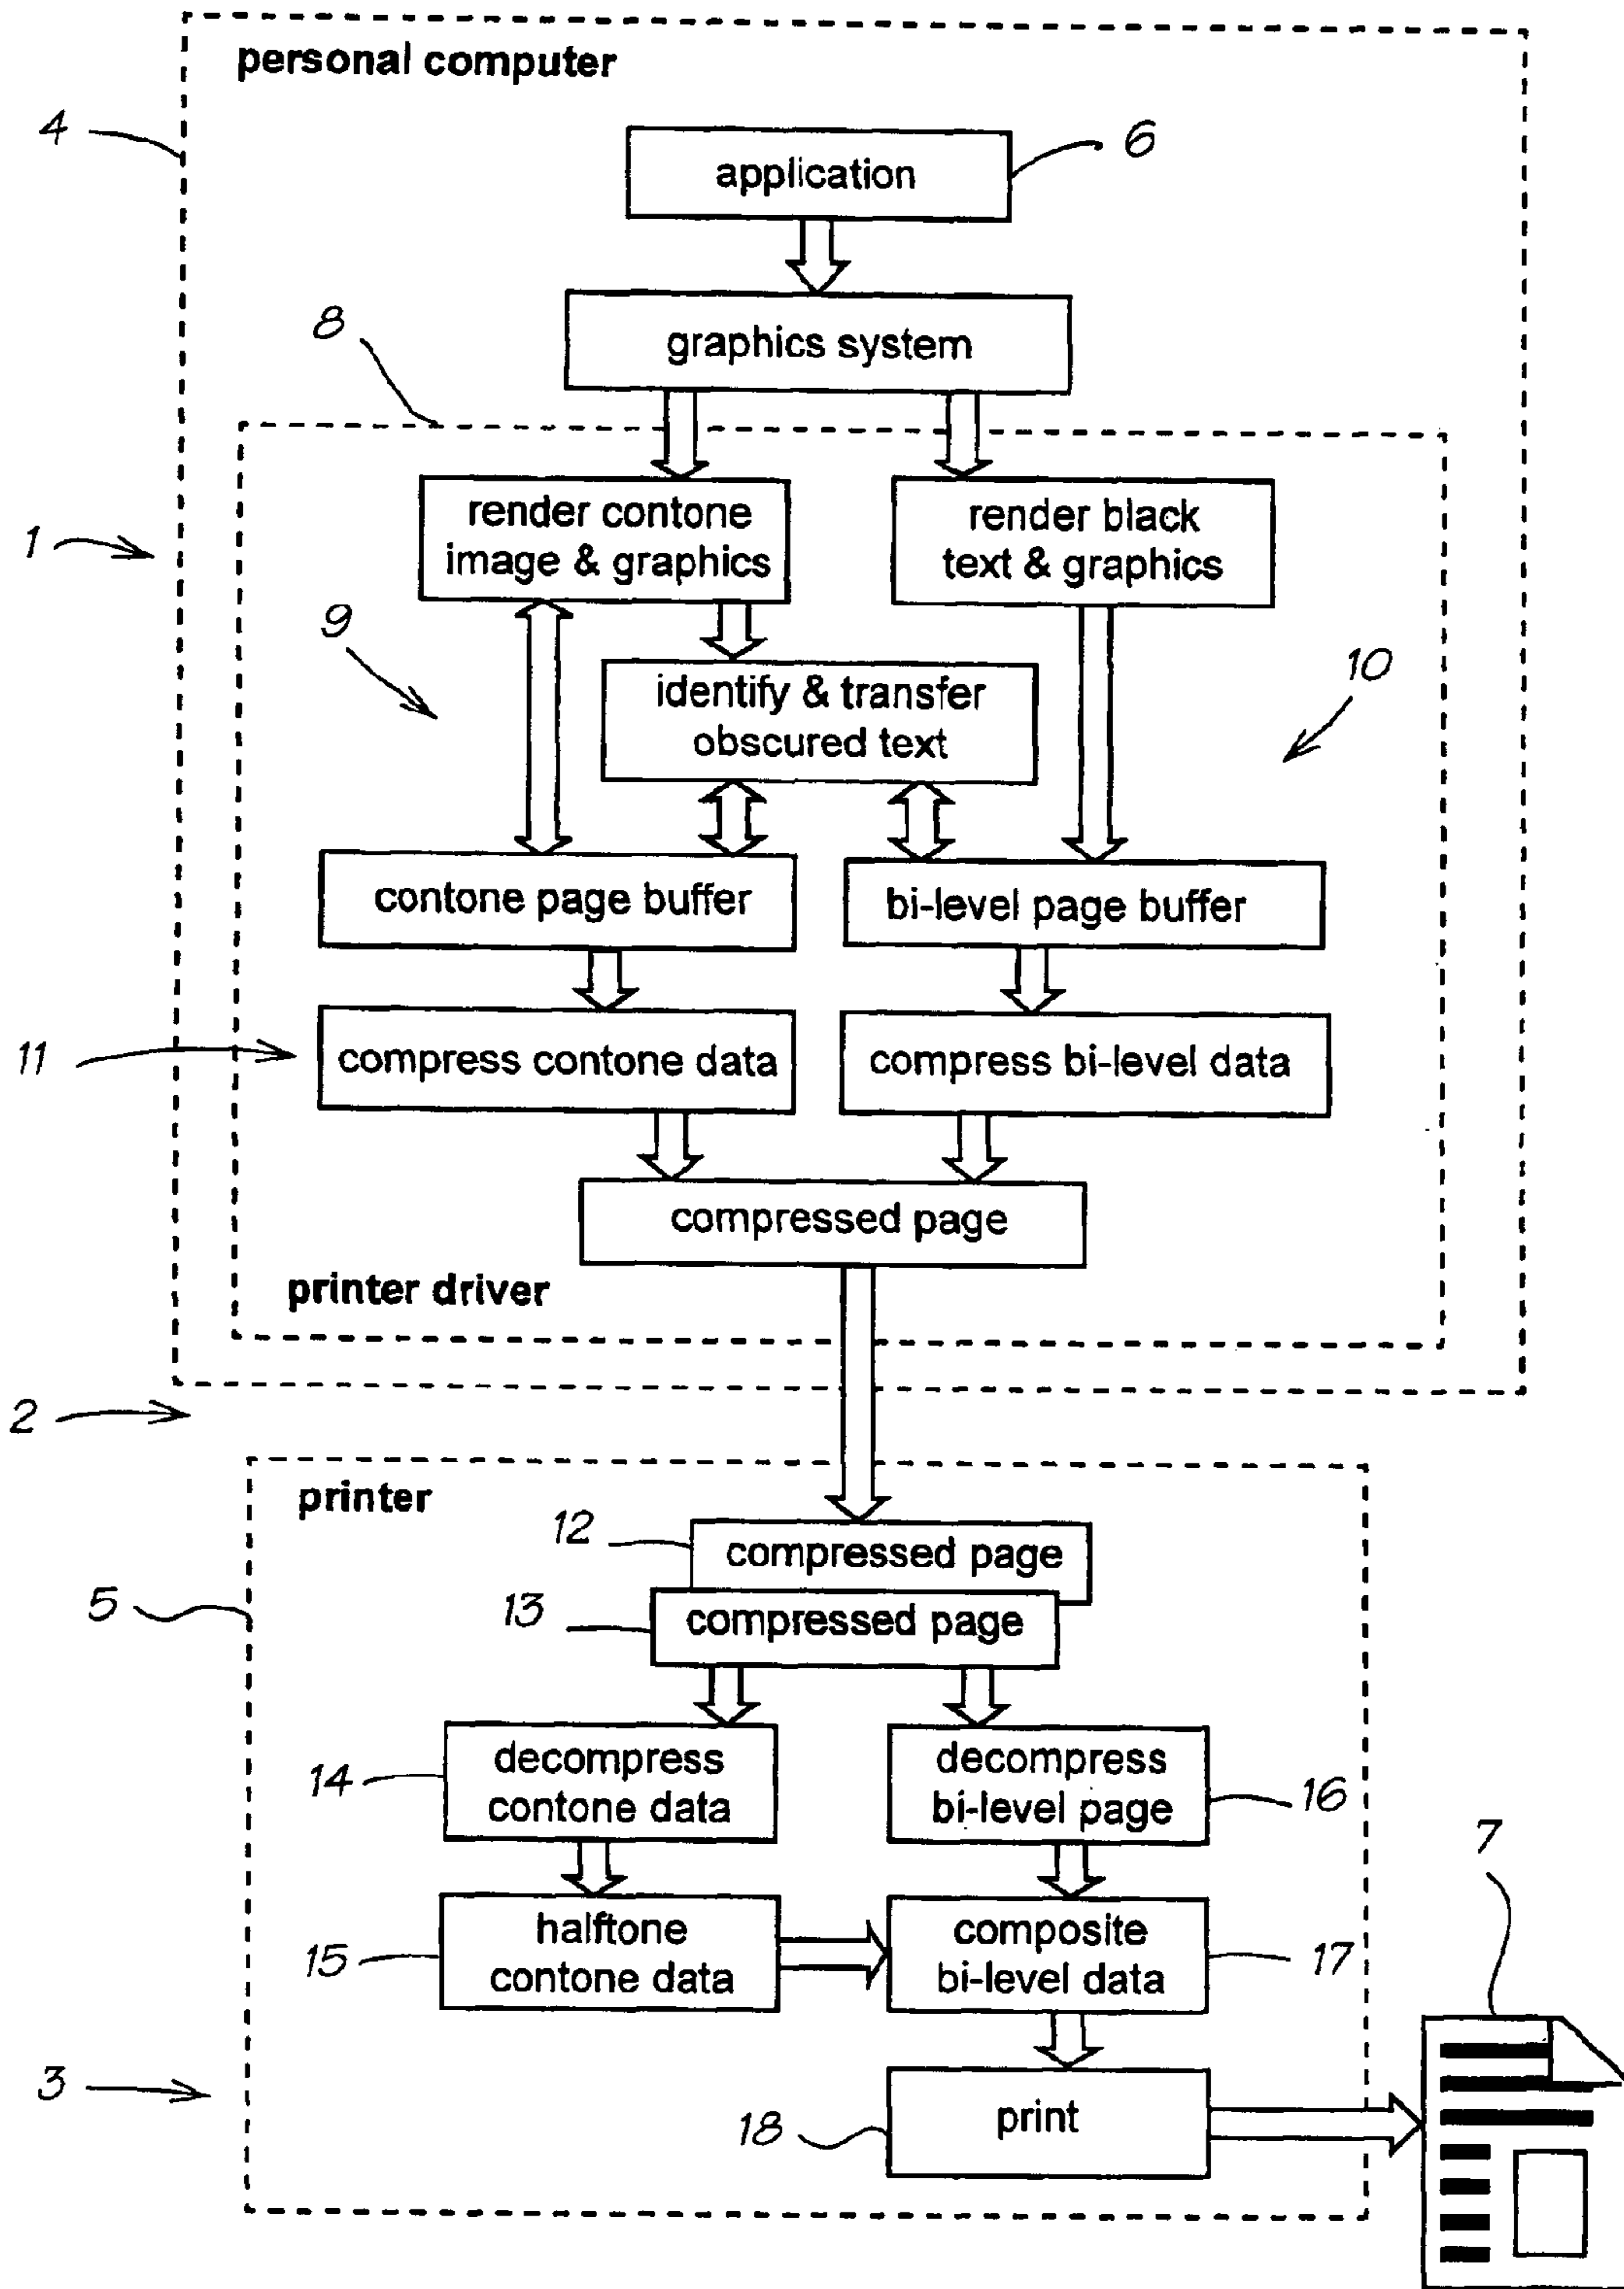 personal computer
4
application
6
graphics system
8
render contone
image & graphics
render black
text & graphics
1
9
identify & transfer
obscured text
10
contone page buffer
bi-level page buffer
11
compress contone data
compress bi-level data
compressed page
printer driver
2
printer
12
compressed page
5
13
compressed page
14
decompress
contone data
decompress
bi-level page
16
7
15
halftone
contone data
composite
bi-level data
17
3
18
print